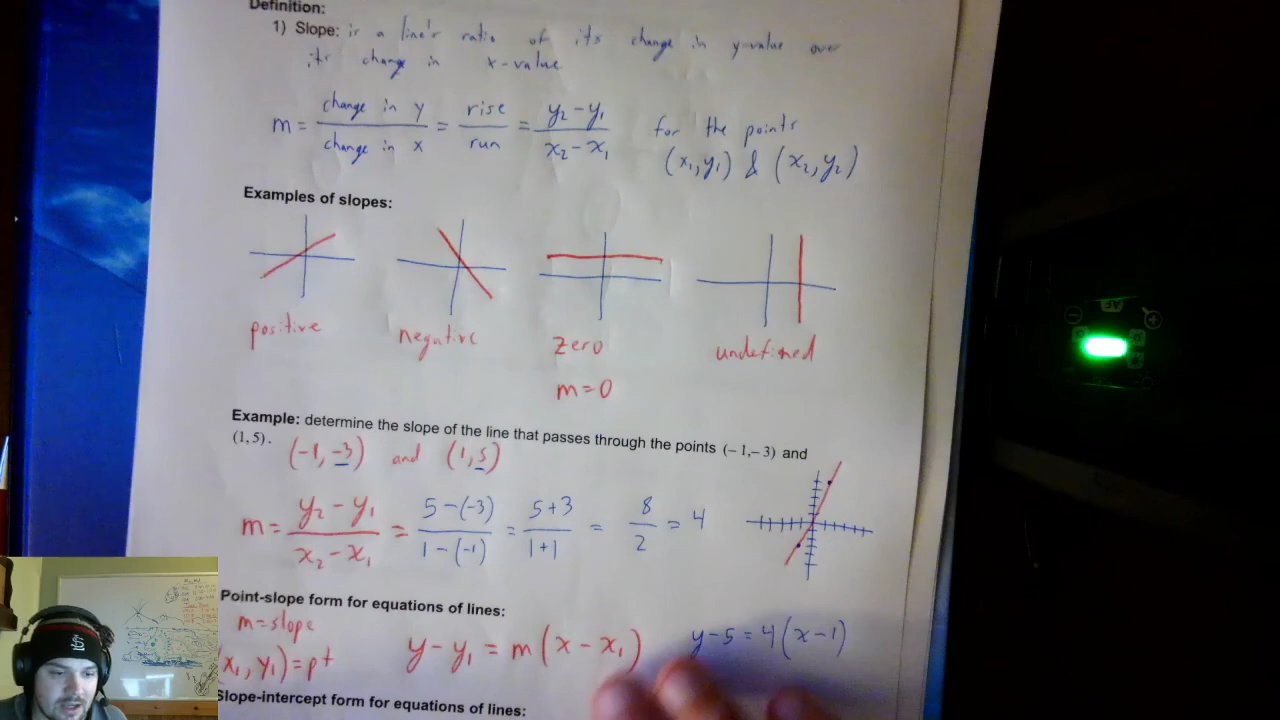 Definition:
1) Slope: is a line's ratio of its change in y-value over
its change in x-value
m = change in y / change in x = rise / run = y₂ - y₁ / x₂ - x₁ for the points
(x₁, y₁) & (x₂, y₂)
Examples of slopes:
positive negative zero undefined
m = 0
Example: determine the slope of the line that passes through the points (-1,-3) and
(1,5). (-1, -3) and (1, 5)
m = y₂ - y₁ / x₂ - x₁ = 5 - (-3) / 1 - (-1) = 5 + 3 / 1 + 1 = 8 / 2 = 4
Point-slope form for equations of lines:
m = slope
(x₁, y₁) = pt y - y₁ = m(x - x₁) y - 5 = 4(x - 1)
Slope-intercept form for equations of lines:
AF